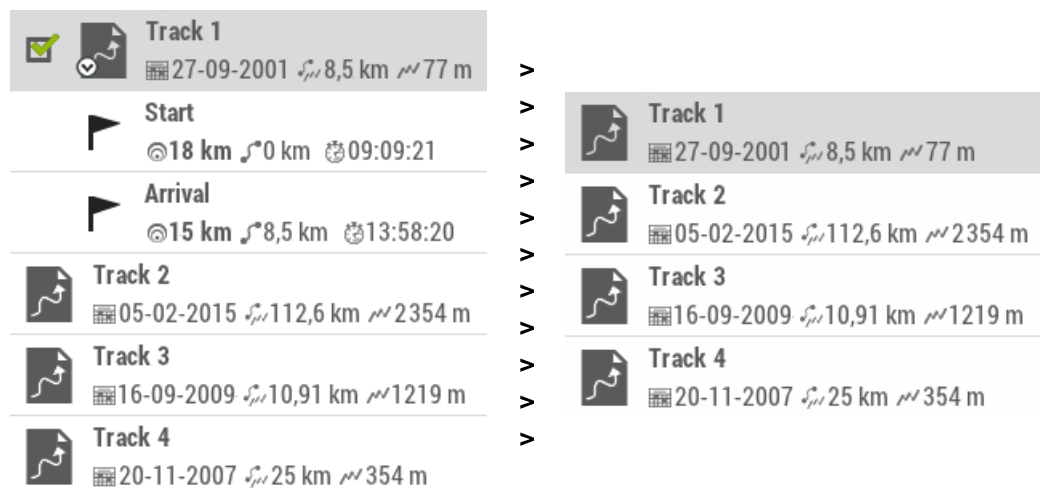 Track 1
27-09-2001 8,5 km 77 m
Start
18 km 0 km 09:09:21
Arrival
15 km 8,5 km 13:58:20
Track 2
05-02-2015 112,6 km 2354 m
Track 3
16-09-2009 10,91 km 1219 m
Track 4
20-11-2007 25 km 354 m
>
>
>
>
>
>
>
>
>
>
>
Track 1
27-09-2001 8,5 km 77 m
Track 2
05-02-2015 112,6 km 2354 m
Track 3
16-09-2009 10,91 km 1219 m
Track 4
20-11-2007 25 km 354 m